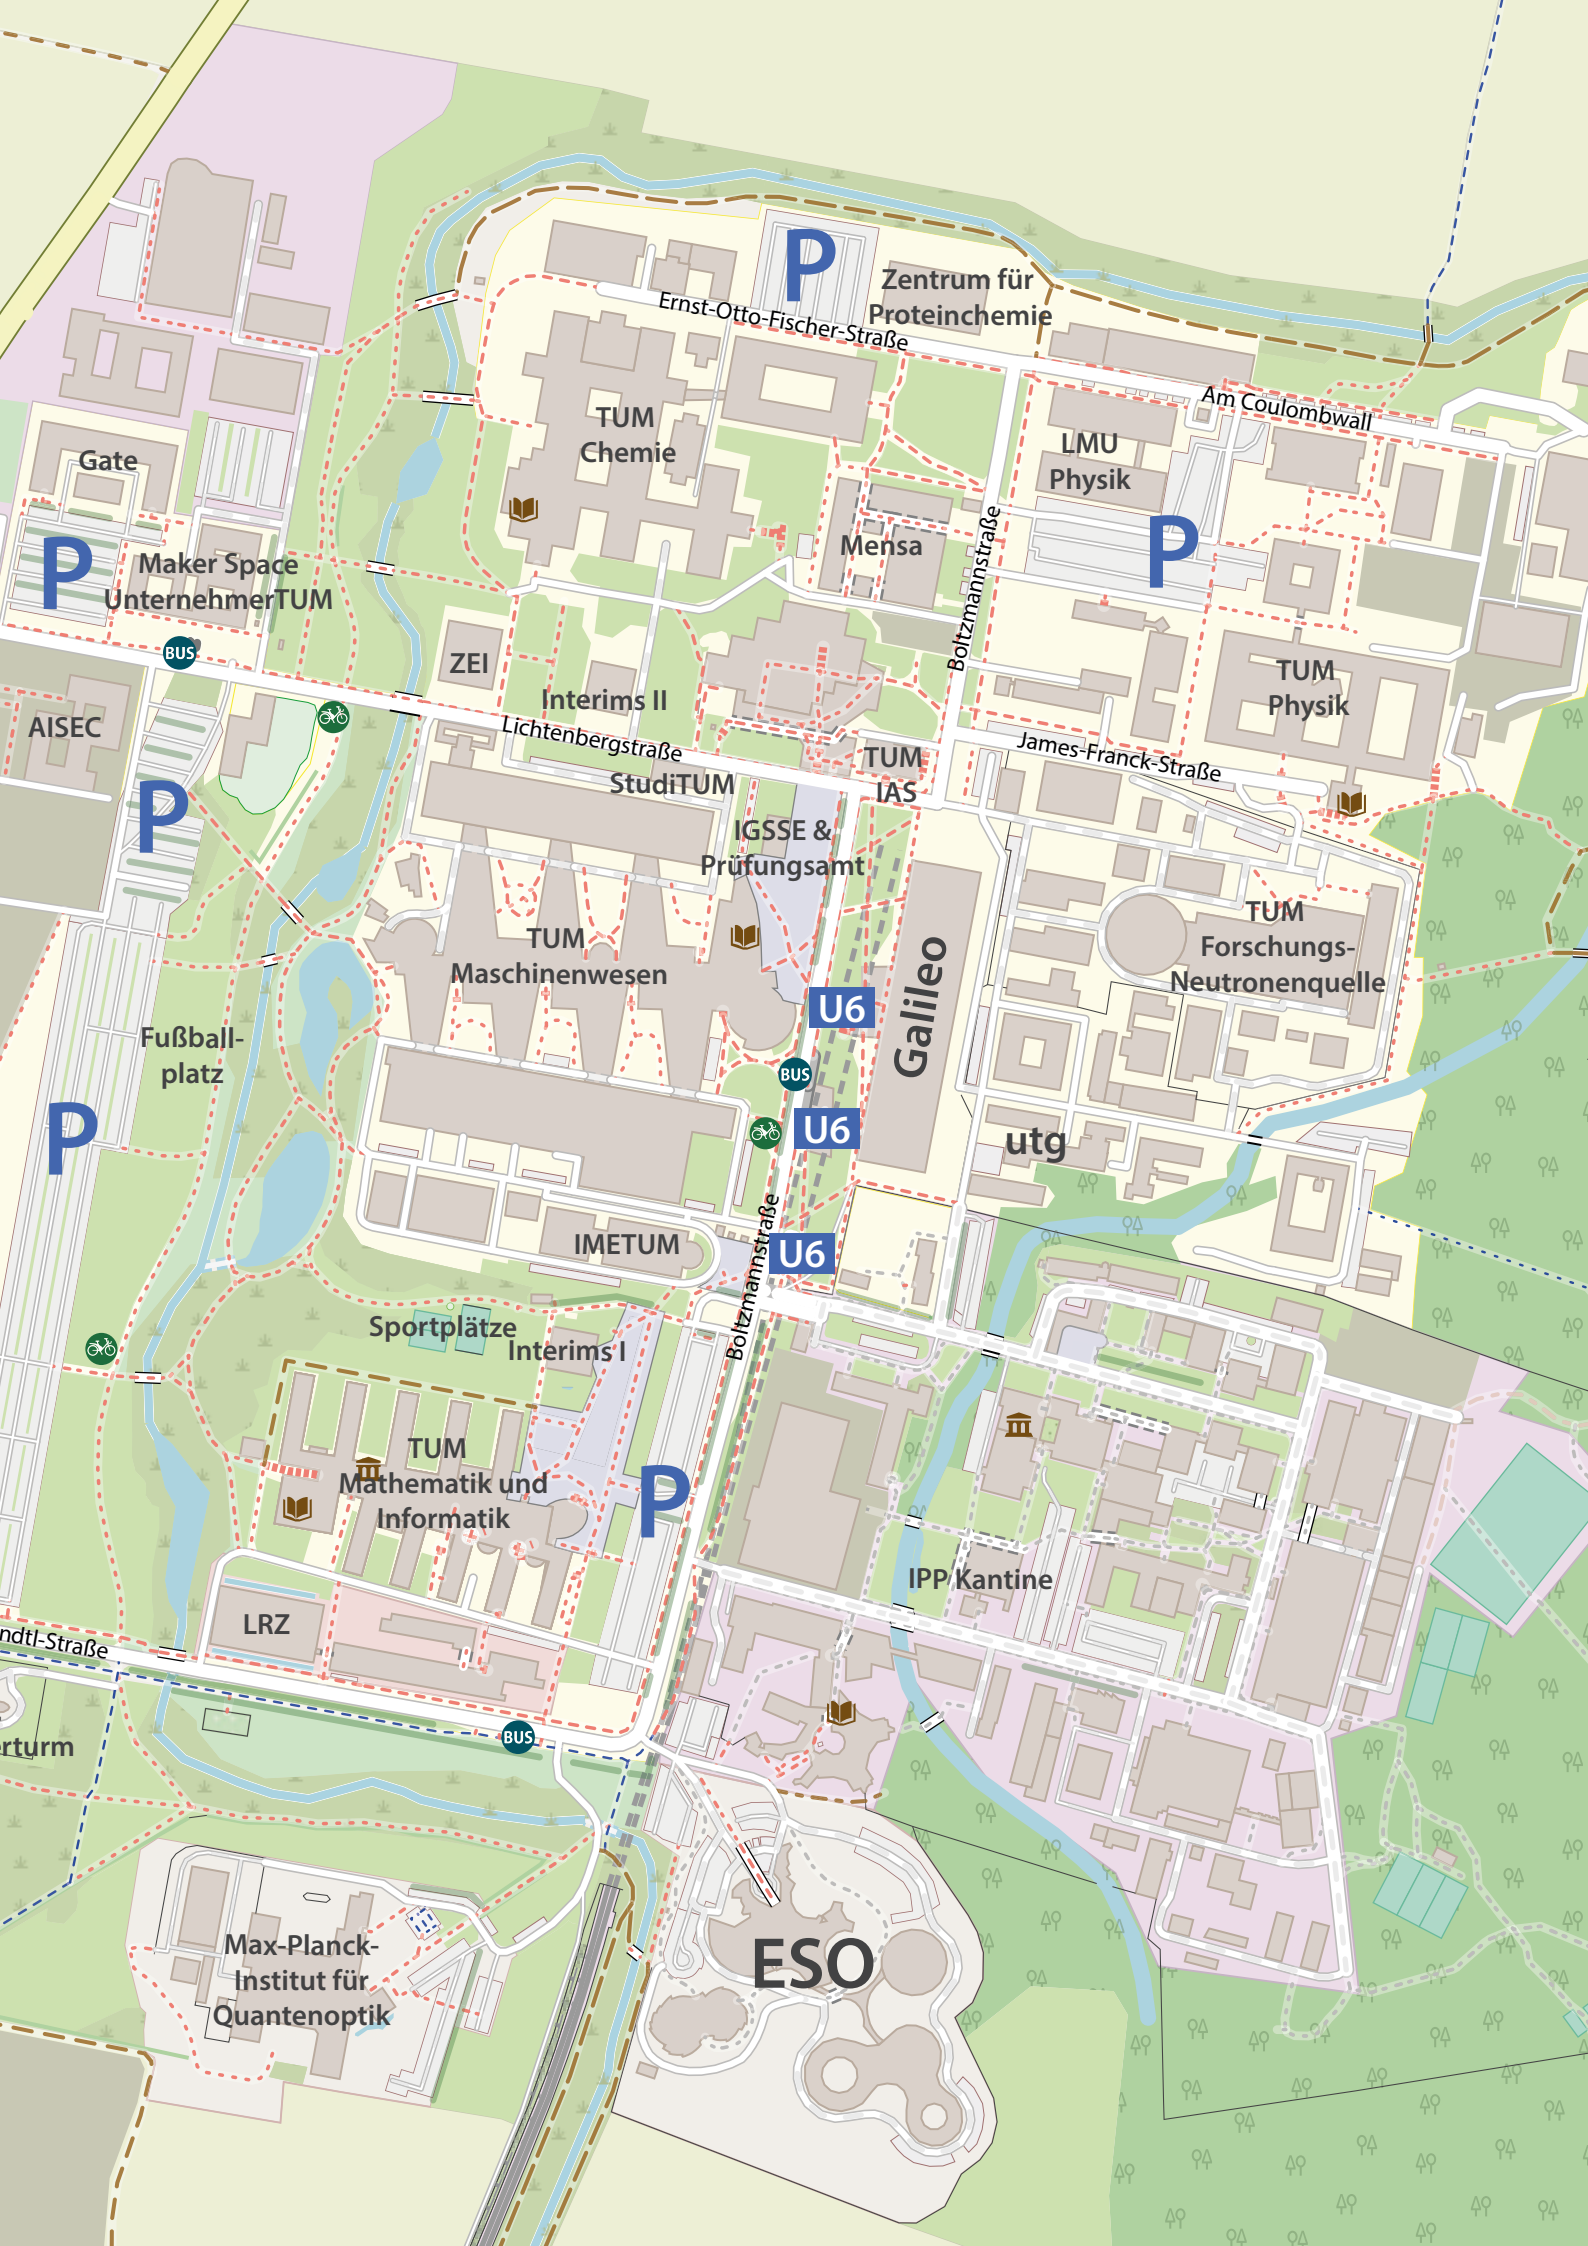 P
Zentrum für
Proteinchemie
Ernst-Otto-Fischer-Straße
Am Coulombwall
TUM
Chemie
LMU
Physik
Gate
P
P
Mensa
Maker Space
UnternehmerTUM
Boltzmannstraße
BUS
ZEI
Interims II
TUM
Physik
AISEC
Lichtenbergstraße
James-Franck-Straße
TUM
IAS
StudiTUM
P
IGSSE &
Prüfungsamt
TUM
Maschinenwesen
TUM
Forschungs-
Neutronenquelle
Galileo
U6
Fußball-
platz
BUS
P
U6
utg
Boltzmannstraße
IMETUM
U6
Sportplätze
Interims I
TUM
Mathematik und
Informatik
P
IPP Kantine
LRZ
ndtl-Straße
BUS
erturm
Max-Planck-
Institut für
Quantenoptik
ESO